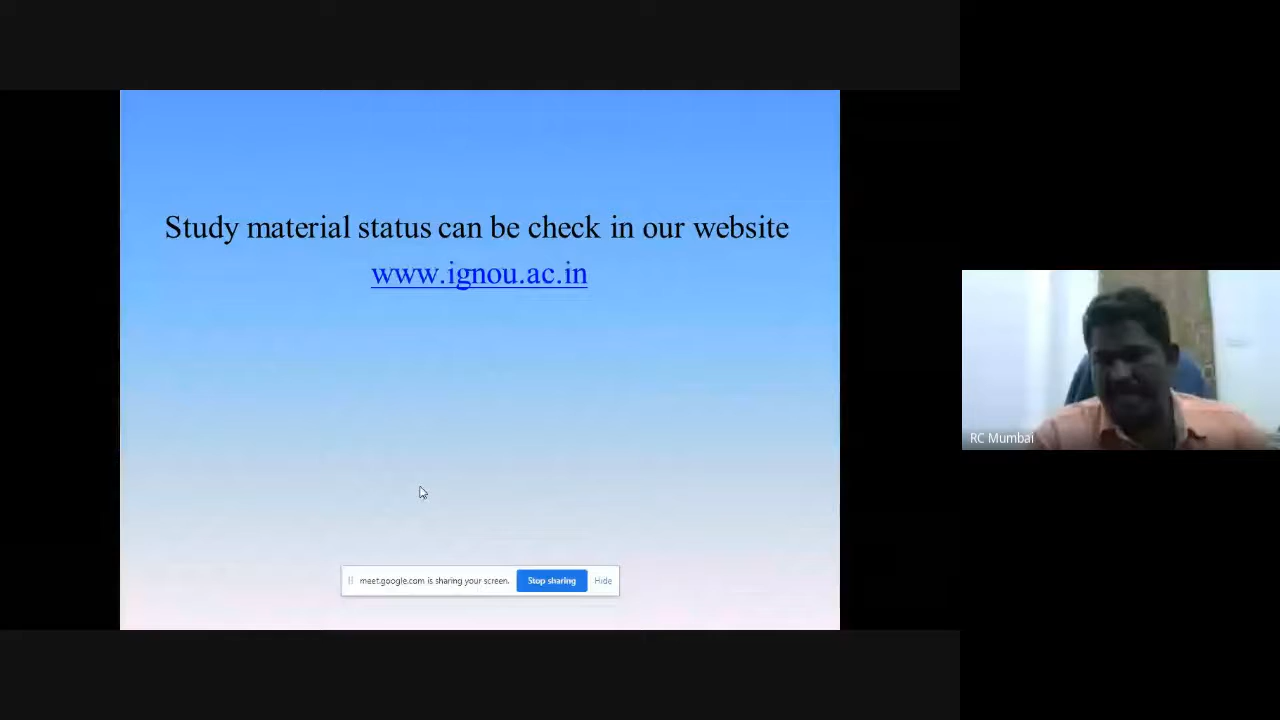 Study material status can be check in our website
www.ignou.ac.in
meet.google.com is sharing your screen. Stop sharing Hide
RC Mumbai